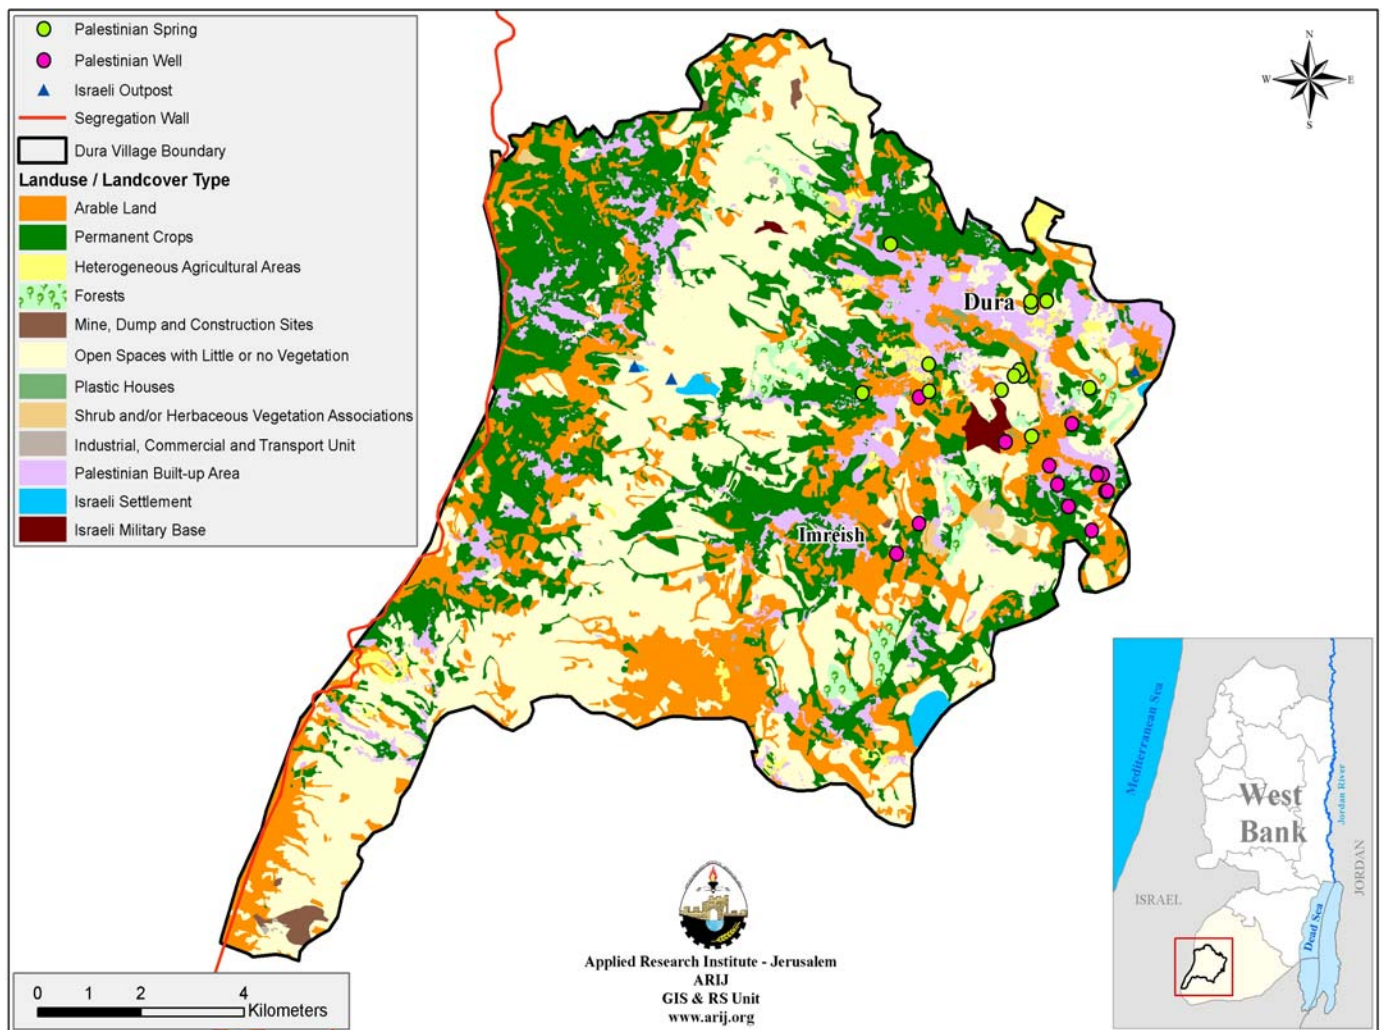 Palestinian Spring
Palestinian Well
Israeli Outpost
Segregation Wall
Dura Village Boundary
Landuse / Landcover Type
Arable Land
Permanent Crops
Heterogeneous Agricultural Areas
Forests
Mine, Dump and Construction Sites
Open Spaces with Little or no Vegetation
Plastic Houses
Shrub and/or Herbaceous Vegetation Associations
Industrial, Commercial and Transport Unit
Palestinian Built-up Area
Israeli Settlement
Israeli Military Base
N
W
E
S
Dura
Imreish
Mediterranean Sea
West
Bank
Jordan River
JORDAN
ISRAEL
Dead Sea
Applied Research Institute - Jerusalem
ARIJ
GIS & RS Unit
www.arij.org
0 1 2 4
Kilometers